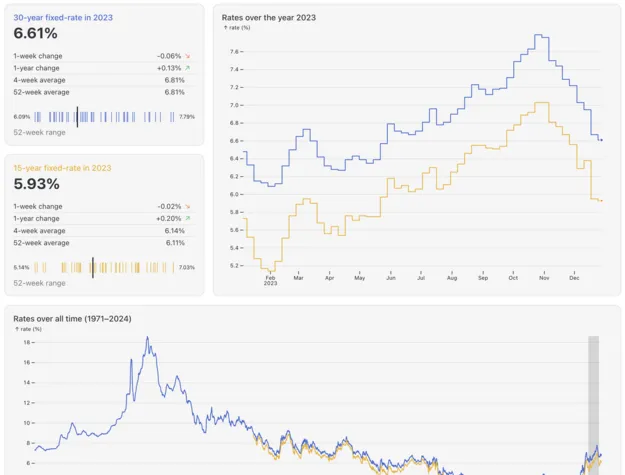 30-year fixed-rate in 2023
6.61%
1-week change -0.06% ↘
1-year change +0.13% ↗
4-week average 6.81%
52-week average 6.81%
6.09% 7.79%
52-week range
15-year fixed-rate in 2023
5.93%
1-week change -0.02% ↘
1-year change +0.20% ↗
4-week average 6.14%
52-week average 6.11%
5.14% 7.03%
52-week range
Rates over the year 2023
↑ rate (%)
7.6
7.4
7.2
7.0
6.8
6.6
6.4
6.2
6.0
5.8
5.6
5.4
5.2
Feb Mar Apr May Jun Jul Aug Sep Oct Nov Dec
2023
Rates over all time (1971–2024)
↑ rate (%)
18
16
14
12
10
8
6